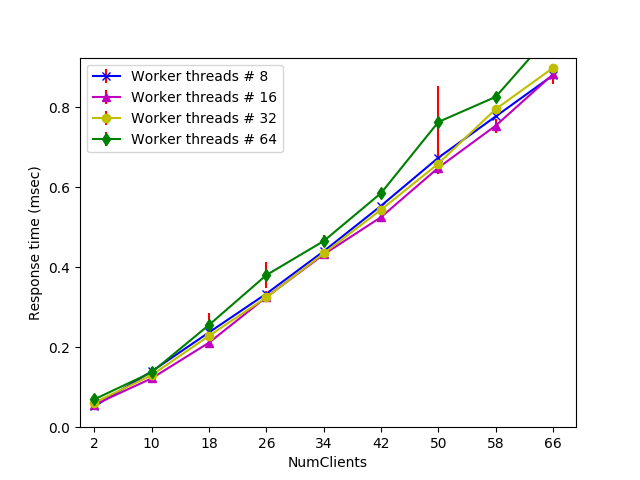 Worker threads # 8
Worker threads # 16
Worker threads # 32
Worker threads # 64
Response time (msec)
0.8
0.6
0.4
0.2
0.0
2 10 18 26 34 42 50 58 66
NumClients